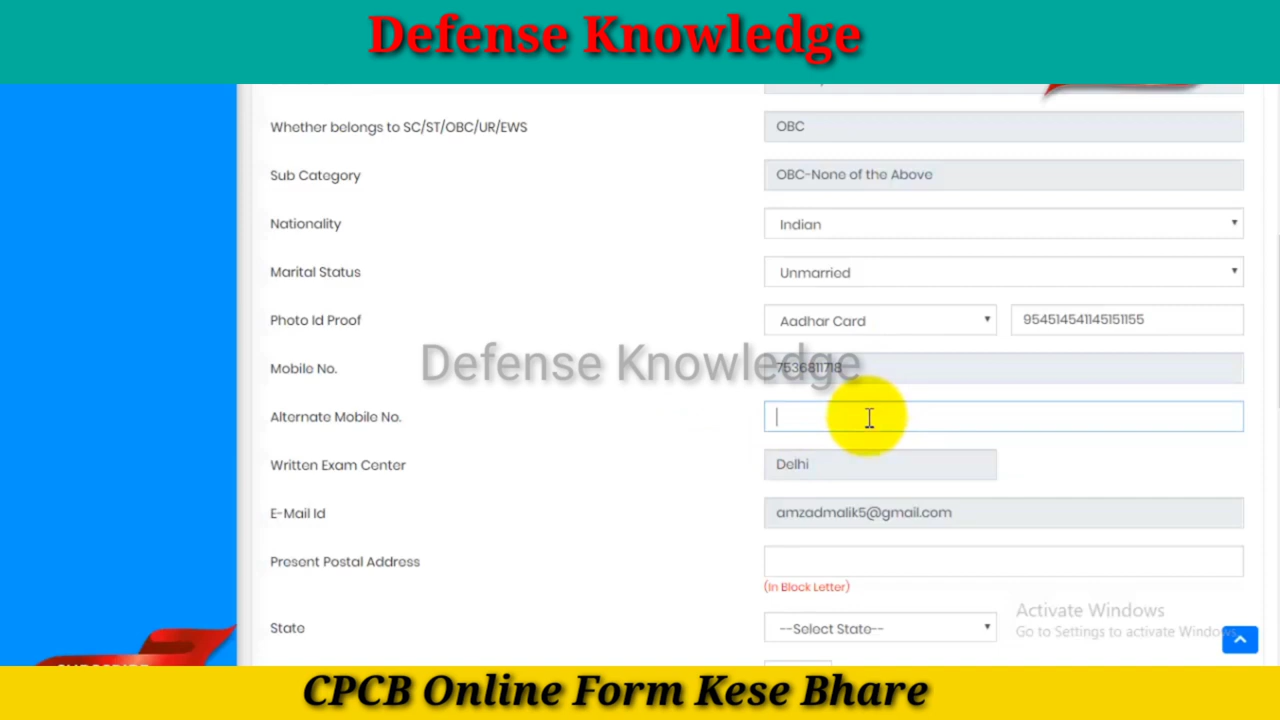 Defense Knowledge
Whether belongs to SC/ST/OBC/UR/EWS
OBC
Sub Category
OBC-None of the Above
Nationality
Indian
Marital Status
Unmarried
Photo Id Proof
Aadhar Card
954514541145151155
Defense Knowledge
Mobile No.
7536811718
Alternate Mobile No.
Written Exam Center
Delhi
E-Mail Id
amzadmalik5@gmail.com
Present Postal Address
(In Block Letter)
Activate Windows
Go to Settings to activate Windows.
State
--Select State--
CPCB Online Form Kese Bhare